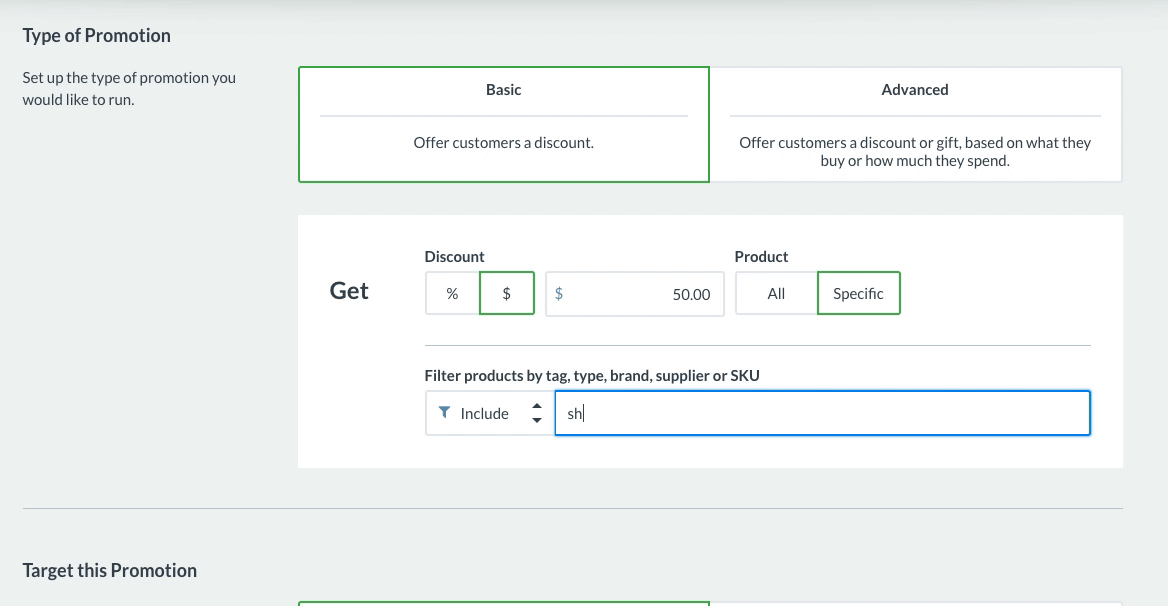 Type of Promotion
Set up the type of promotion you
would like to run.
Basic
Offer customers a discount.
Advanced
Offer customers a discount or gift, based on what they
buy or how much they spend.
Get
Discount
% $ $ 50.00
Product
All Specific
Filter products by tag, type, brand, supplier or SKU
Include sh
Target this Promotion